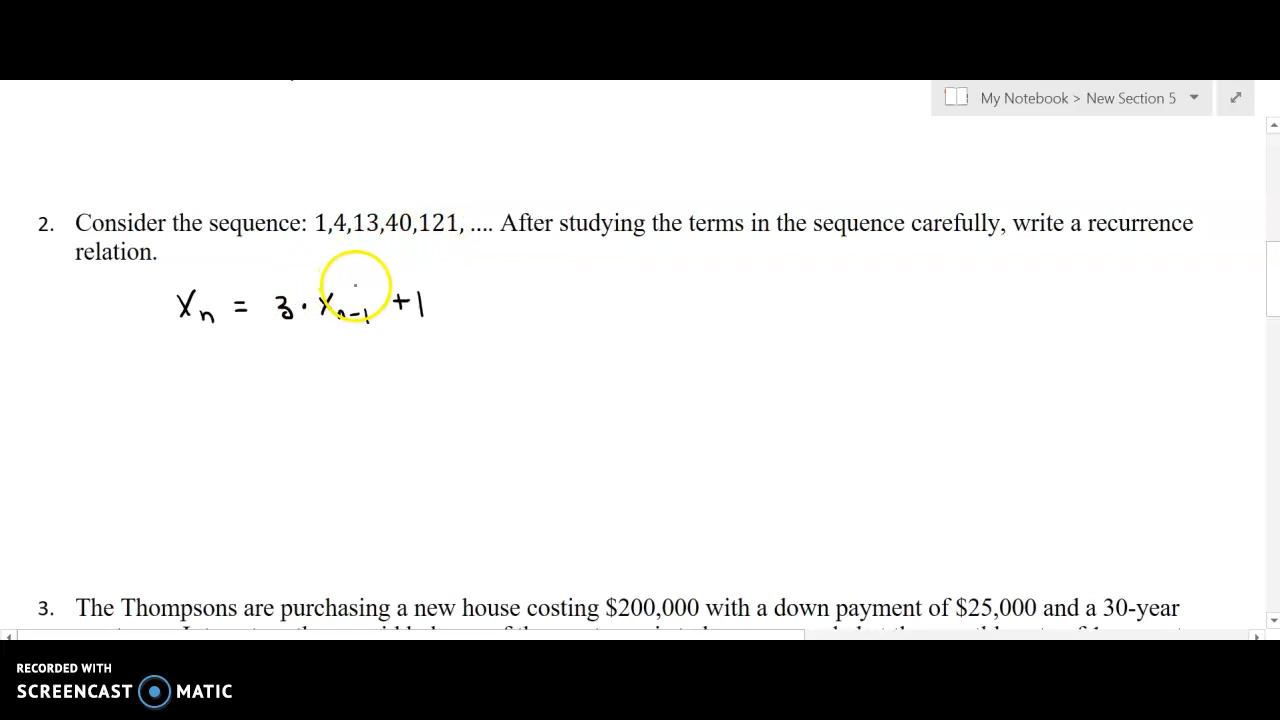 My Notebook > New Section 5
2. Consider the sequence: 1,4,13,40,121, .... After studying the terms in the sequence carefully, write a recurrence
relation.
Xn = 3 · Xn-1 + 1
3. The Thompsons are purchasing a new house costing $200,000 with a down payment of $25,000 and a 30-year
RECORDED WITH
SCREENCAST MATIC